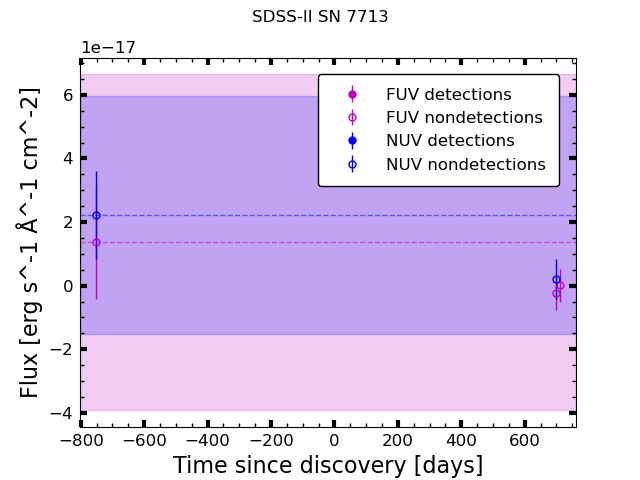 SDSS-II SN 7713
1e−17
FUV detections
FUV nondetections
NUV detections
NUV nondetections
6
4
2
0
−2
−4
Flux [erg s^-1 Å^-1 cm^-2]
−800 −600 −400 −200 0 200 400 600
Time since discovery [days]